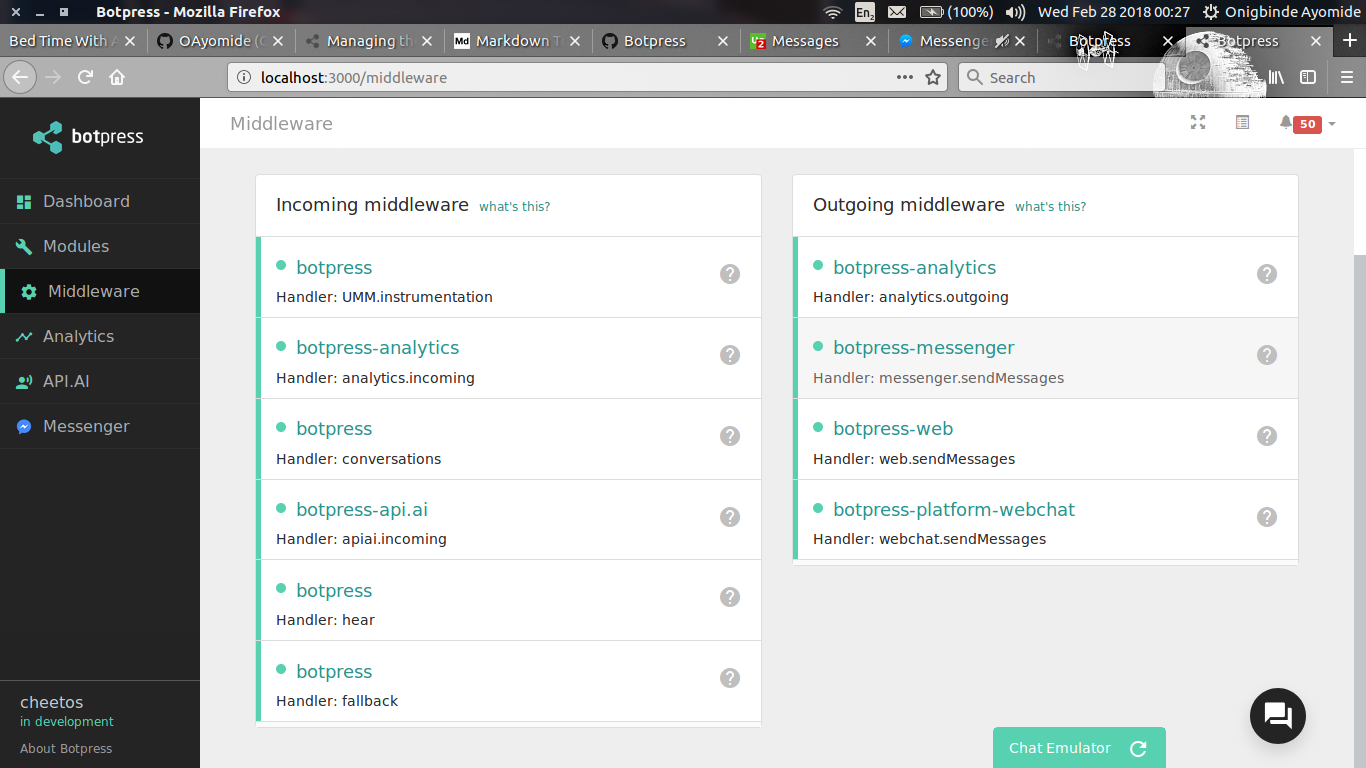 Botpress - Mozilla Firefox
En2
(100%)
Wed Feb 28 2018 00:27
Onigbinde Ayomide
Bed Time With A
OAyomide (O
Managing th
Md
Markdown T
Botpress
Messages
Messenge
Botpress
Botpress
localhost:3000/middleware
Search
botpress
Middleware
50
Dashboard
Modules
Middleware
Analytics
API.AI
Messenger
Incoming middleware what's this?
botpress
Handler: UMM.instrumentation
botpress-analytics
Handler: analytics.incoming
botpress
Handler: conversations
botpress-api.ai
Handler: apiai.incoming
botpress
Handler: hear
botpress
Handler: fallback
Outgoing middleware what's this?
botpress-analytics
Handler: analytics.outgoing
botpress-messenger
Handler: messenger.sendMessages
botpress-web
Handler: web.sendMessages
botpress-platform-webchat
Handler: webchat.sendMessages
cheetos
in development
About Botpress
Chat Emulator